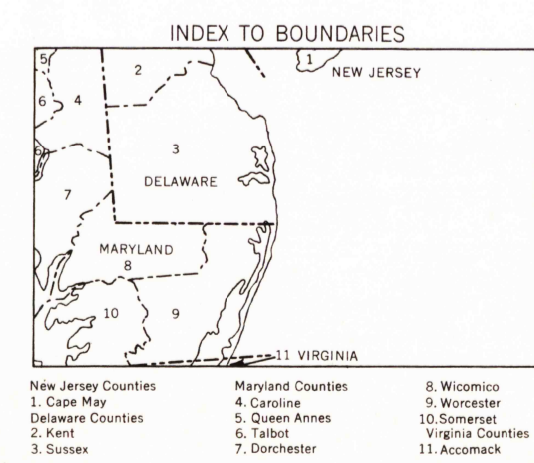 INDEX TO BOUNDARIES
5
2
1
NEW JERSEY
6
4
6
3
DELAWARE
7
MARYLAND
8
10
9
11 VIRGINIA
New Jersey Counties
1. Cape May
Delaware Counties
2. Kent
3. Sussex
Maryland Counties
4. Caroline
5. Queen Annes
6. Talbot
7. Dorchester
8. Wicomico
9. Worcester
10. Somerset
Virginia Counties
11. Accomack